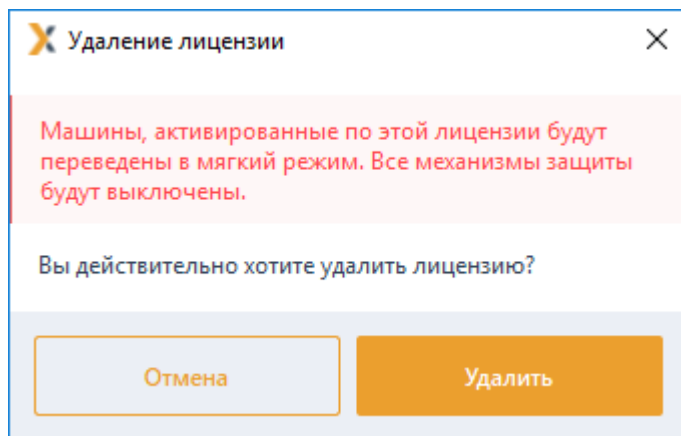 Удаление лицензии
Машины, активированные по этой лицензии будут
переведены в мягкий режим. Все механизмы защиты
будут выключены.
Вы действительно хотите удалить лицензию?
Отмена
Удалить